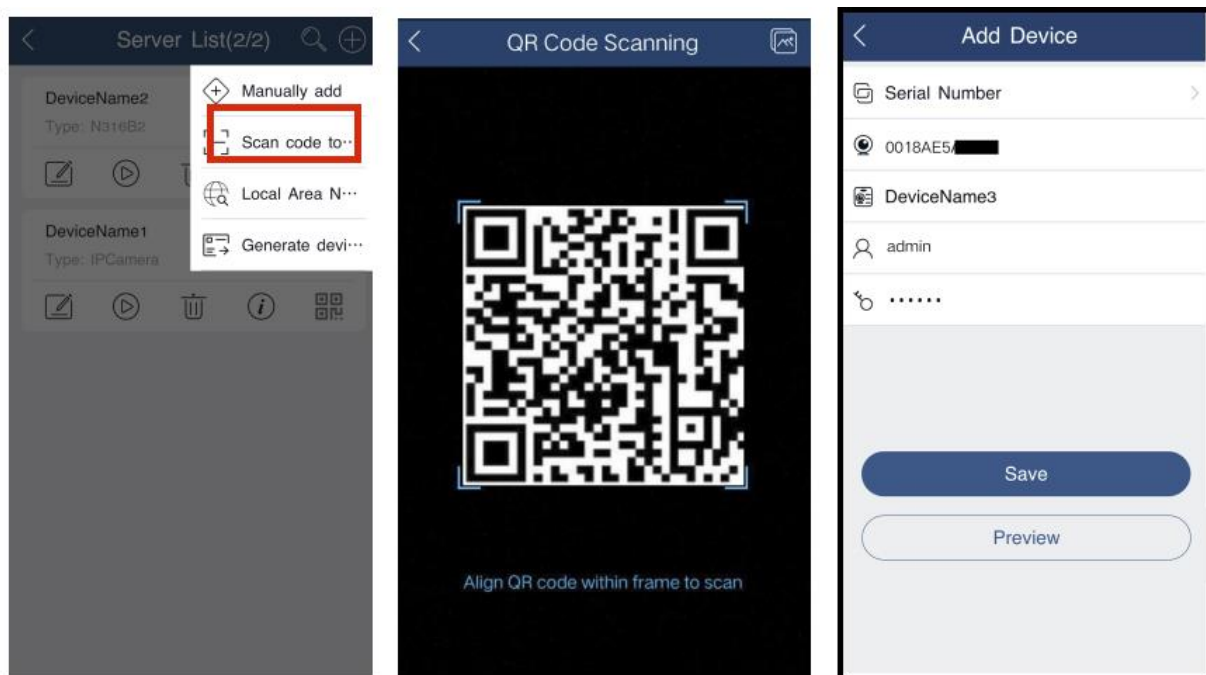 Server List(2/2)
DeviceName2
Type: N316B2
DeviceName1
Type: IPCamera
Manually add
Scan code to···
Local Area N···
Generate devi···
QR Code Scanning
Align QR code within frame to scan
Add Device
Serial Number
0018AE5
DeviceName3
admin
••••••
Save
Preview